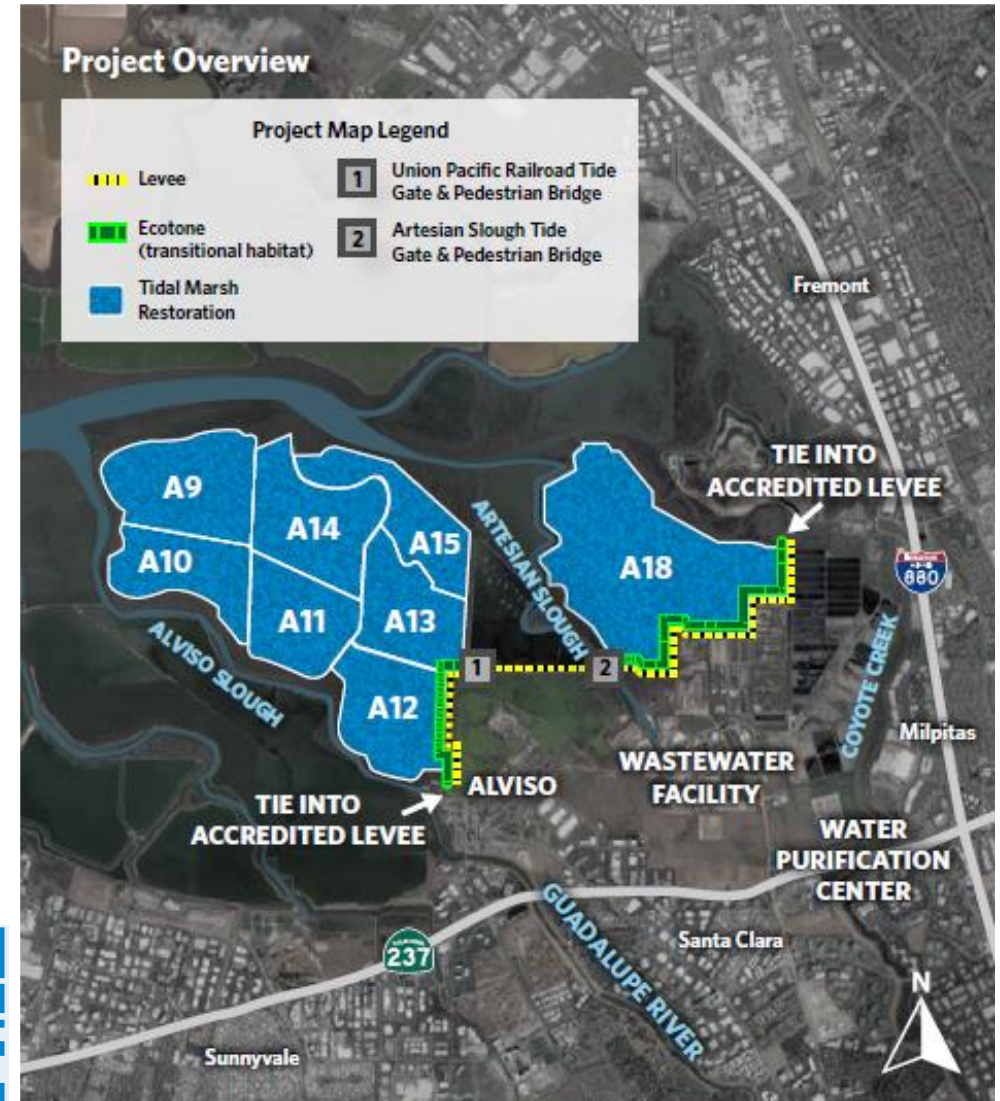 Project Overview
Project Map Legend
Levee
Ecotone
(transitional habitat)
Tidal Marsh
Restoration
1
Union Pacific Railroad Tide
Gate & Pedestrian Bridge
2
Artesian Slough Tide
Gate & Pedestrian Bridge
Fremont
TIE INTO
ACCREDITED LEVEE
A9
A14
A15
A10
A11
A13
A12
A18
ARTESIAN SLOUGH
880
ALVISO SLOUGH
1
2
COYOTE CREEK
Milpitas
ALVISO
WASTEWATER
FACILITY
TIE INTO
ACCREDITED LEVEE
WATER
PURIFICATION
CENTER
GUADALUPE RIVER
237
Santa Clara
Sunnyvale
N